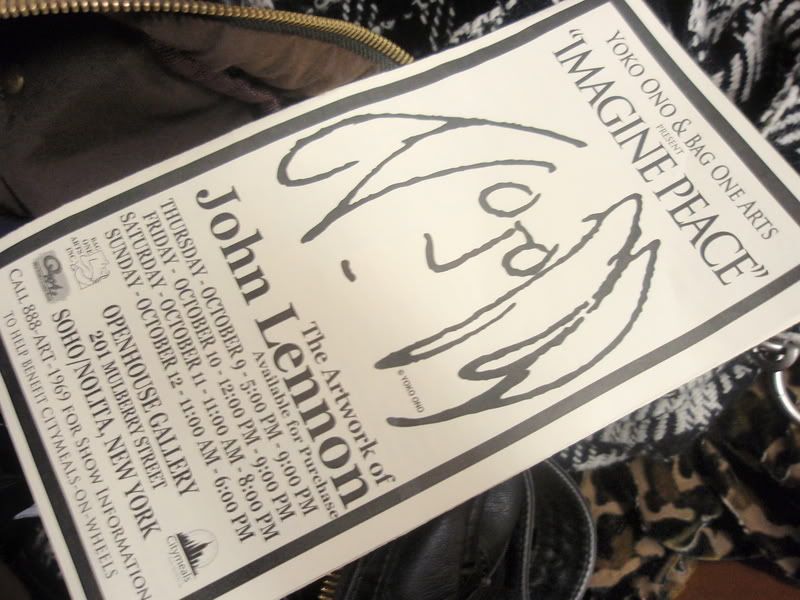 YOKO ONO & BAG ONE ARTS
PRESENT
"IMAGINE PEACE"
© YOKO ONO
The Artwork of
John Lennon
Available for Purchase
THURSDAY - OCTOBER 9 - 5:00 PM - 9:00 PM
FRIDAY - OCTOBER 10 - 12:00 PM - 9:00 PM
SATURDAY - OCTOBER 11 - 11:00 AM - 8:00 PM
SUNDAY - OCTOBER 12 - 11:00 AM - 6:00 PM
BAG
ONE
ARTS
INC.
OPENHOUSE GALLERY
201 MULBERRY STREET
SOHO/NOLITA, NEW YORK
Citymeals
CALL 888-ART-1969 FOR SHOW INFORMATION
TO HELP BENEFIT CITYMEALS-ON-WHEELS